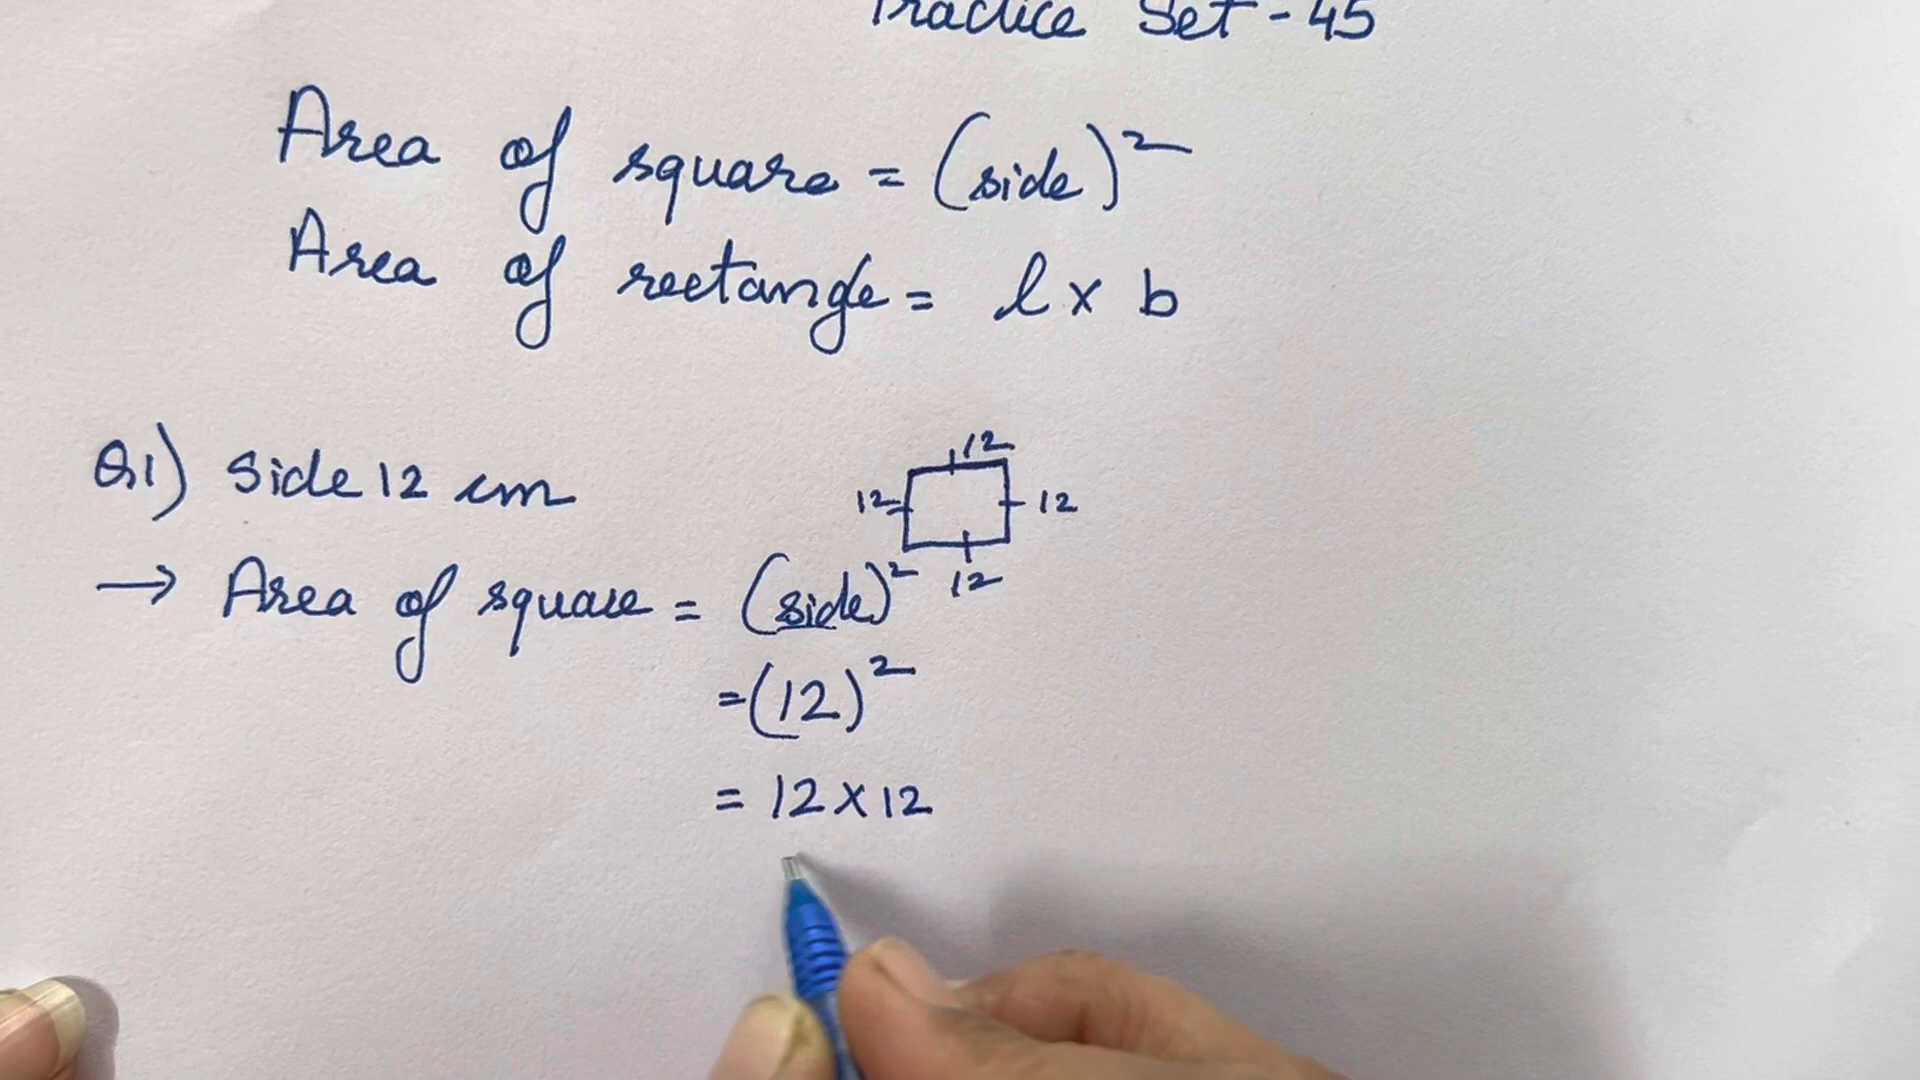 Practice Set - 45
Area of square = (side)²
Area of rectangle = l x b
Q1) Side 12 cm
12
12
12
12
→ Area of square = (side)²
= (12)²
= 12 x 12